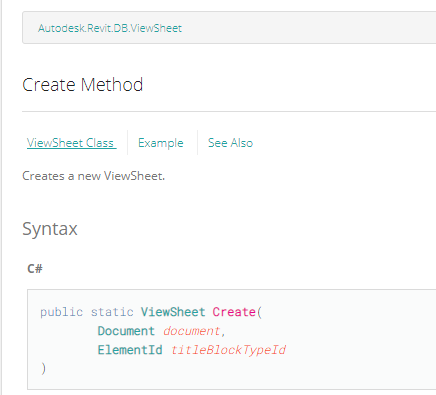 Autodesk.Revit.DB.ViewSheet
Create Method
ViewSheet Class Example See Also
Creates a new ViewSheet.
Syntax
C#
public static ViewSheet Create(
Document document,
ElementId titleBlockTypeId
)